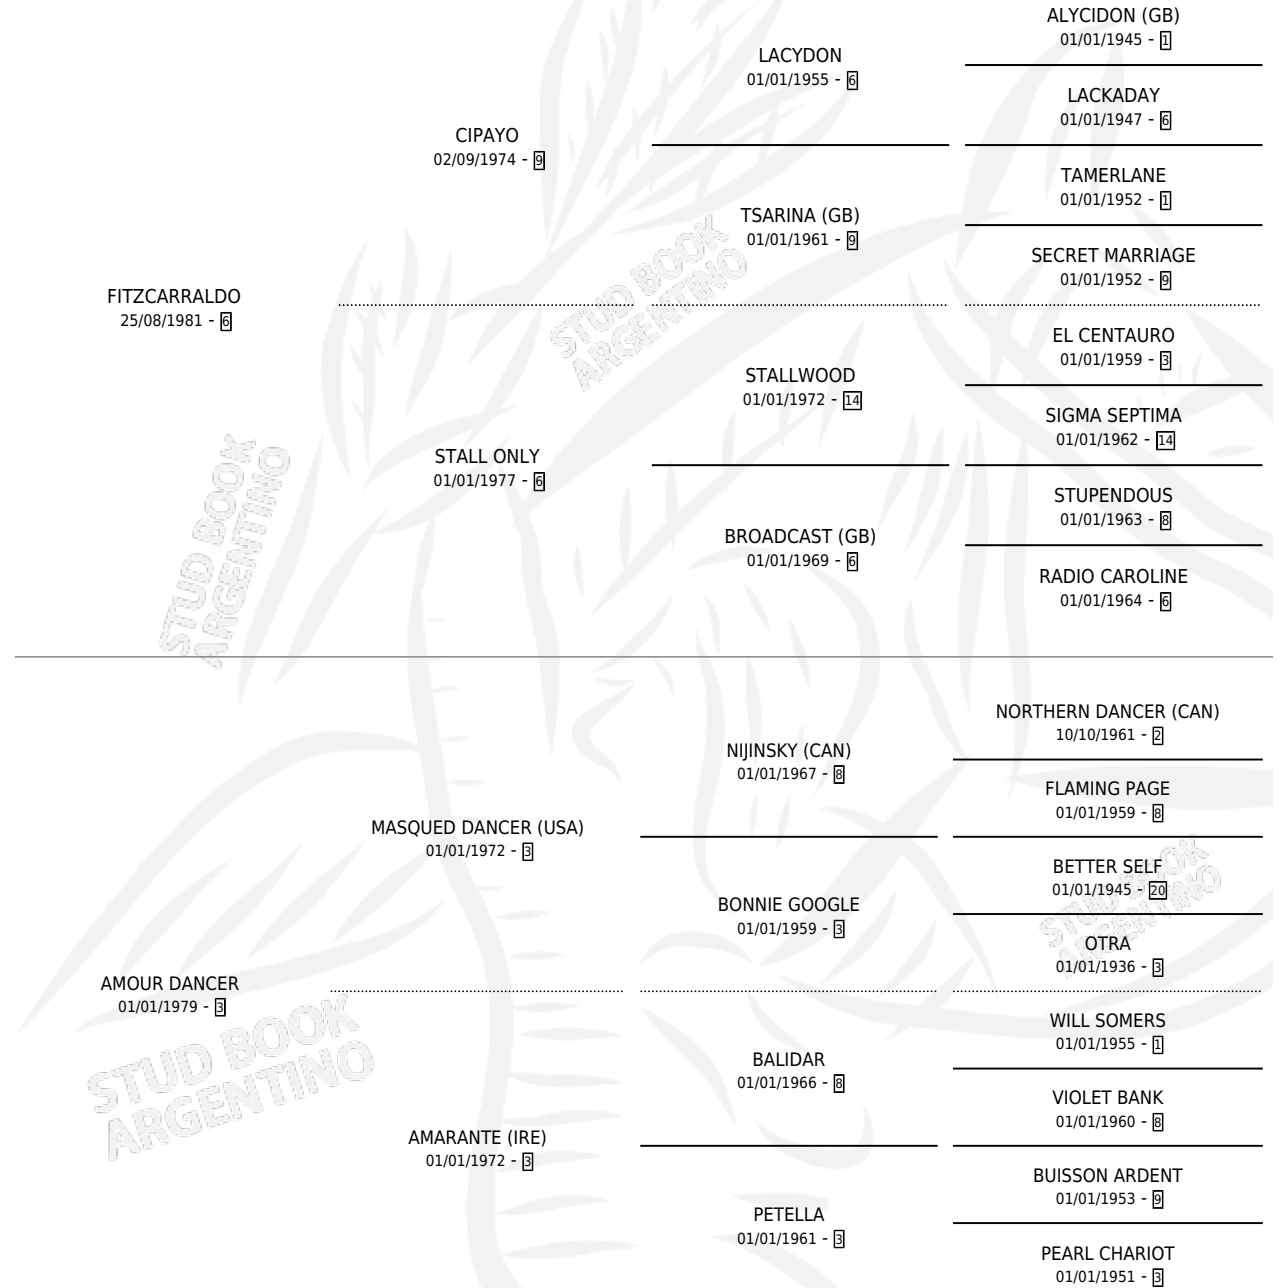 ALYCIDON (GB)
01/01/1945 - 1
LACYDON
01/01/1955 - 6
LACKADAY
01/01/1947 - 6
CIPAYO
02/09/1974 - 9
TAMERLANE
01/01/1952 - 1
TSARINA (GB)
01/01/1961 - 9
SECRET MARRIAGE
01/01/1952 - 9
FITZCARRALDO
25/08/1981 - 6
EL CENTAURO
01/01/1959 - 3
STALLWOOD
01/01/1972 - 14
SIGMA SEPTIMA
01/01/1962 - 14
STALL ONLY
01/01/1977 - 6
STUPENDOUS
01/01/1963 - 8
BROADCAST (GB)
01/01/1969 - 6
RADIO CAROLINE
01/01/1964 - 6
NORTHERN DANCER (CAN)
10/10/1961 - 2
NIJINSKY (CAN)
01/01/1967 - 8
FLAMING PAGE
01/01/1959 - 8
MASQUED DANCER (USA)
01/01/1972 - 3
BETTER SELF
01/01/1945 - 20
BONNIE GOOGLE
01/01/1959 - 3
OTRA
01/01/1936 - 3
AMOUR DANCER
01/01/1979 - 3
WILL SOMERS
01/01/1955 - 1
BALIDAR
01/01/1966 - 8
VIOLET BANK
01/01/1960 - 8
AMARANTE (IRE)
01/01/1972 - 3
BUISSON ARDENT
01/01/1953 - 9
PETELLA
01/01/1961 - 3
PEARL CHARIOT
01/01/1951 - 3
STUD BOOK
ARGENTINO
STUD BOOK
ARGENTINO
STUD BOOK
ARGENTINO
STUD BOOK
ARGENTINO